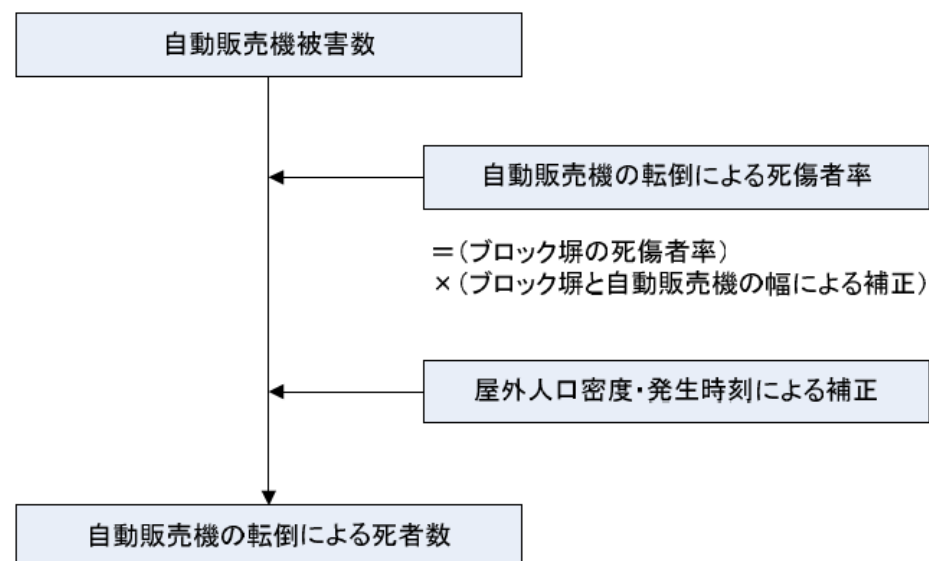 自動販売機被害数
自動販売機の転倒による死傷者率
＝(ブロック塀の死傷者率)
×(ブロック塀と自動販売機の幅による補正)
屋外人口密度・発生時刻による補正
自動販売機の転倒による死者数